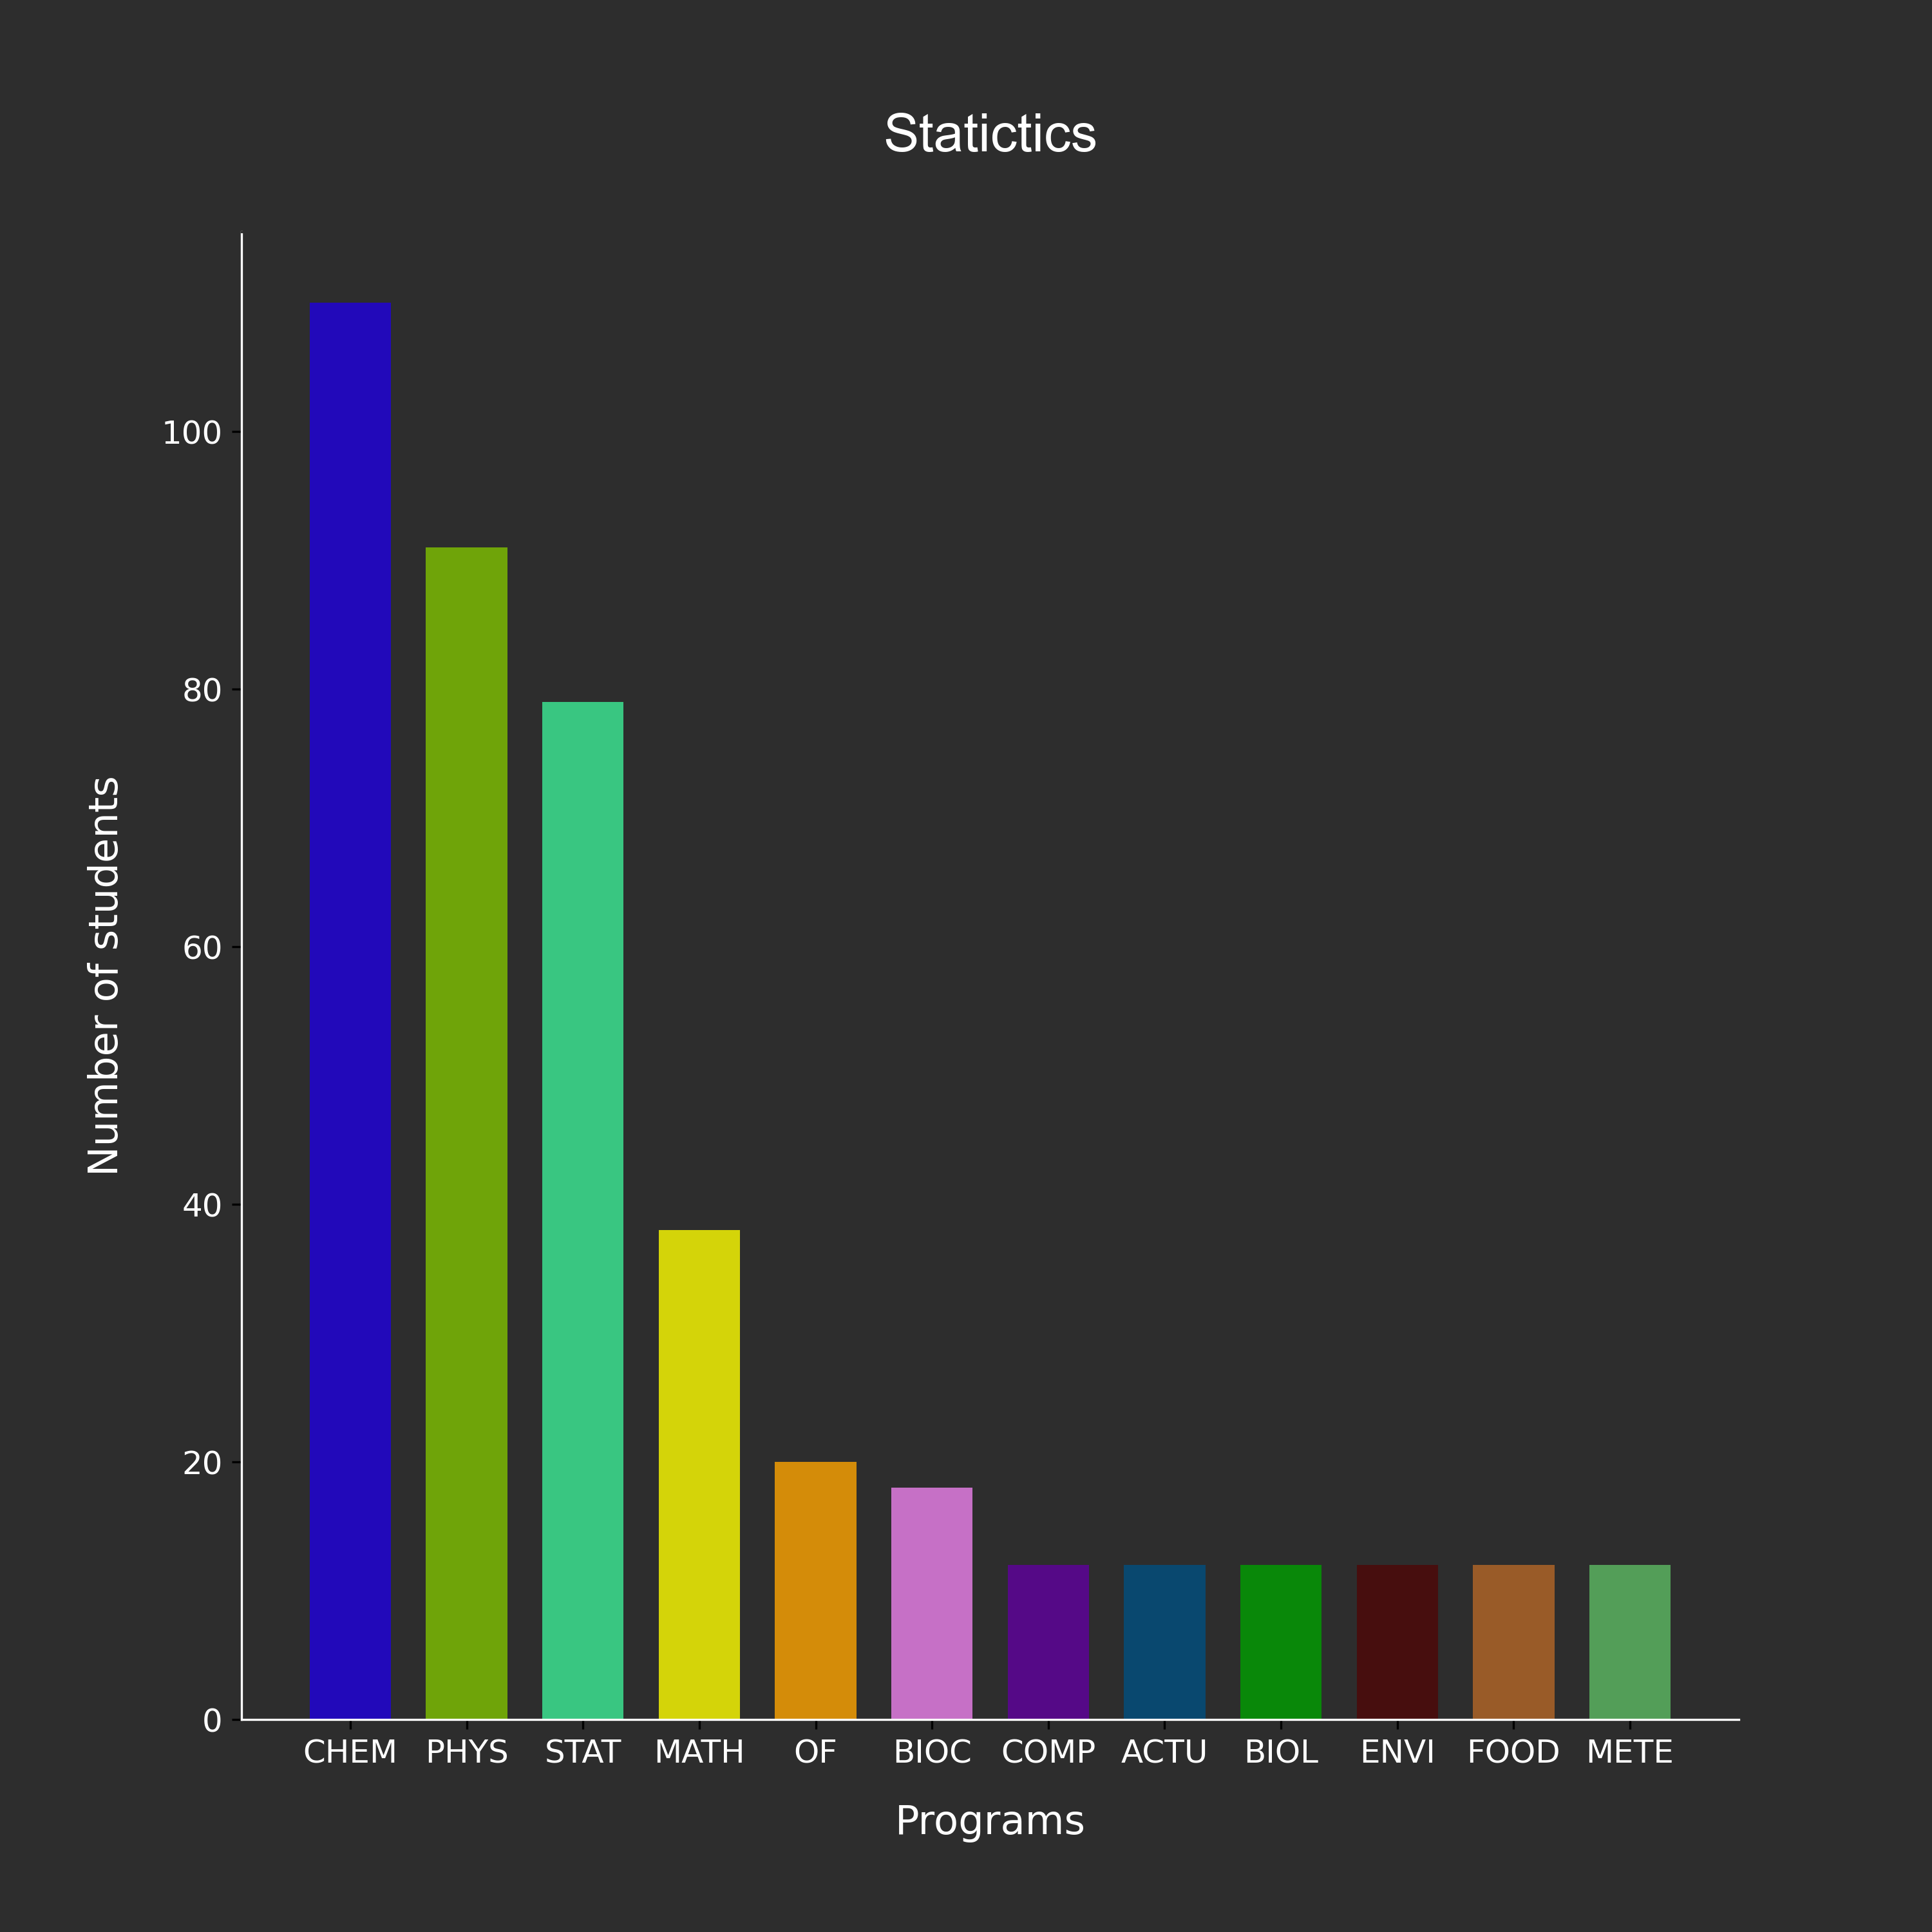 Statictics
100
80
60
40
20
0
Number of students
CHEM PHYS STAT MATH OF BIOC COMP ACTU BIOL ENVI FOOD METE
Programs